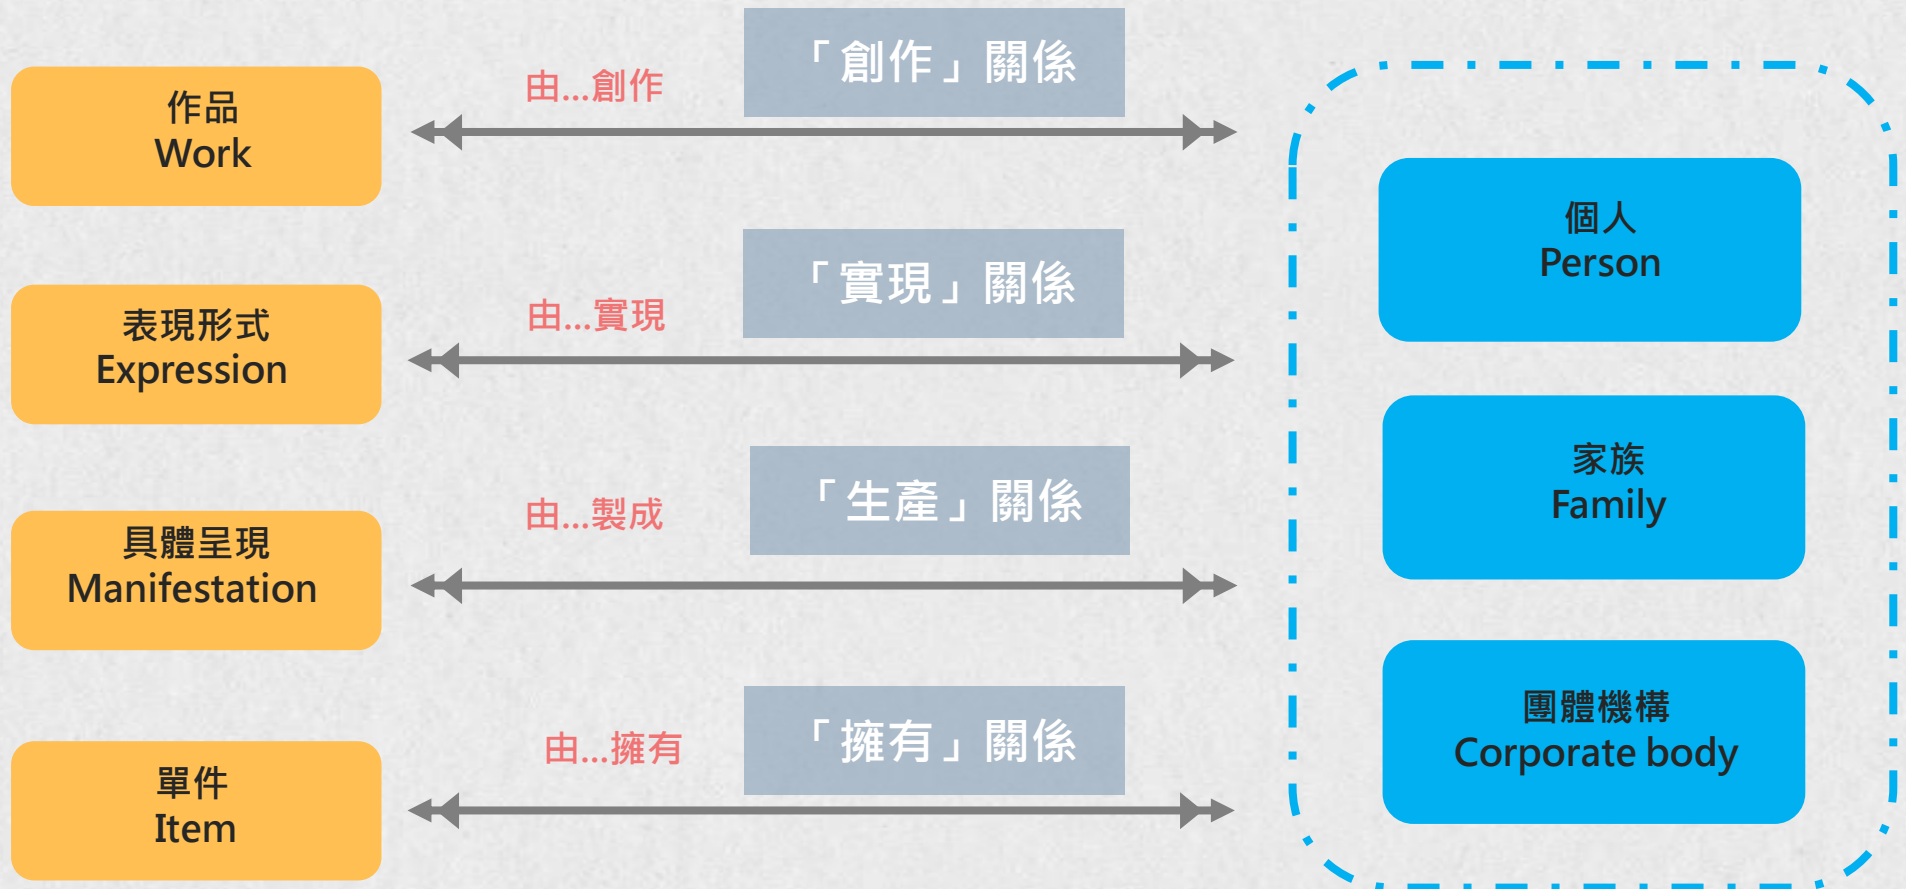 「創作」關係
由...創作
作品
Work
「實現」關係
由...實現
表現形式
Expression
「生產」關係
由...製成
具體呈現
Manifestation
「擁有」關係
由...擁有
單件
Item
個人
Person
家族
Family
團體機構
Corporate body